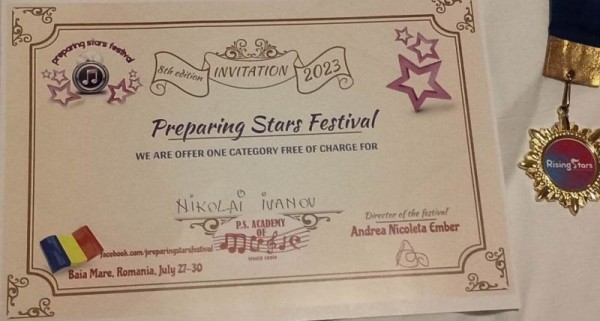 preparing stars festival
8th edition INVITATION 2023
Preparing Stars Festival
WE ARE OFFER ONE CATEGORY FREE OF CHARGE FOR
NiKOLAi iVANOV
P.S. ACADEMY
OF
music
Director of the festival
Andrea Nicoleta Ember
facebook.com/preparingstarsfestival
Baia Mare, Romania, July 27-30
Rising Stars